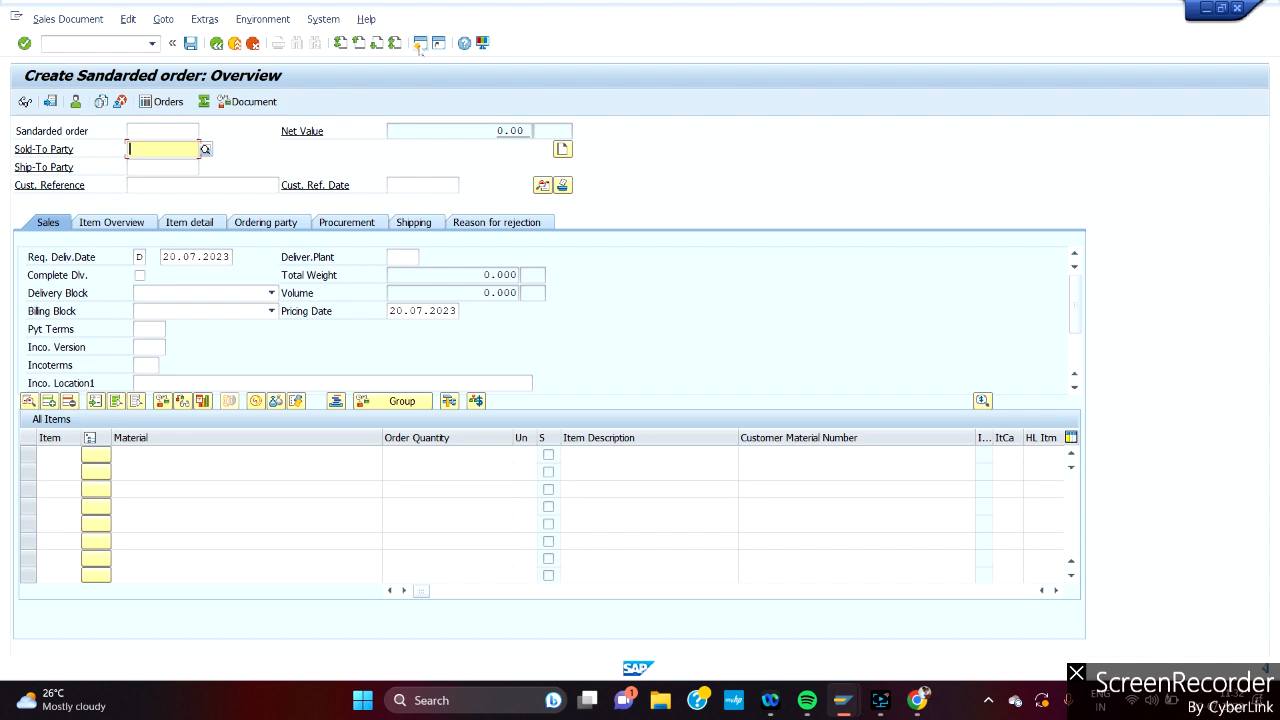 Sales Document Edit Goto Extras Environment System Help
Create Sandarded order: Overview
Orders Document
Sandarded order Net Value 0.00
Sold-To Party
Ship-To Party
Cust. Reference Cust. Ref. Date
Sales Item Overview Item detail Ordering party Procurement Shipping Reason for rejection
Req. Deliv.Date D 20.07.2023 Deliver.Plant
Complete Dlv. Total Weight 0.000
Delivery Block Volume 0.000
Biling Block Pricing Date 20.07.2023
Pyt Terms
Inco. Version
Incoterms
Inco. Location1
Group
All Items
Item Material Order Quantity Un S Item Description Customer Material Number I... ItCa HL Itm
SAP
ScreenRecorder
By CyberLink
26°C
Mostly cloudy
Search
1
ENG
IN